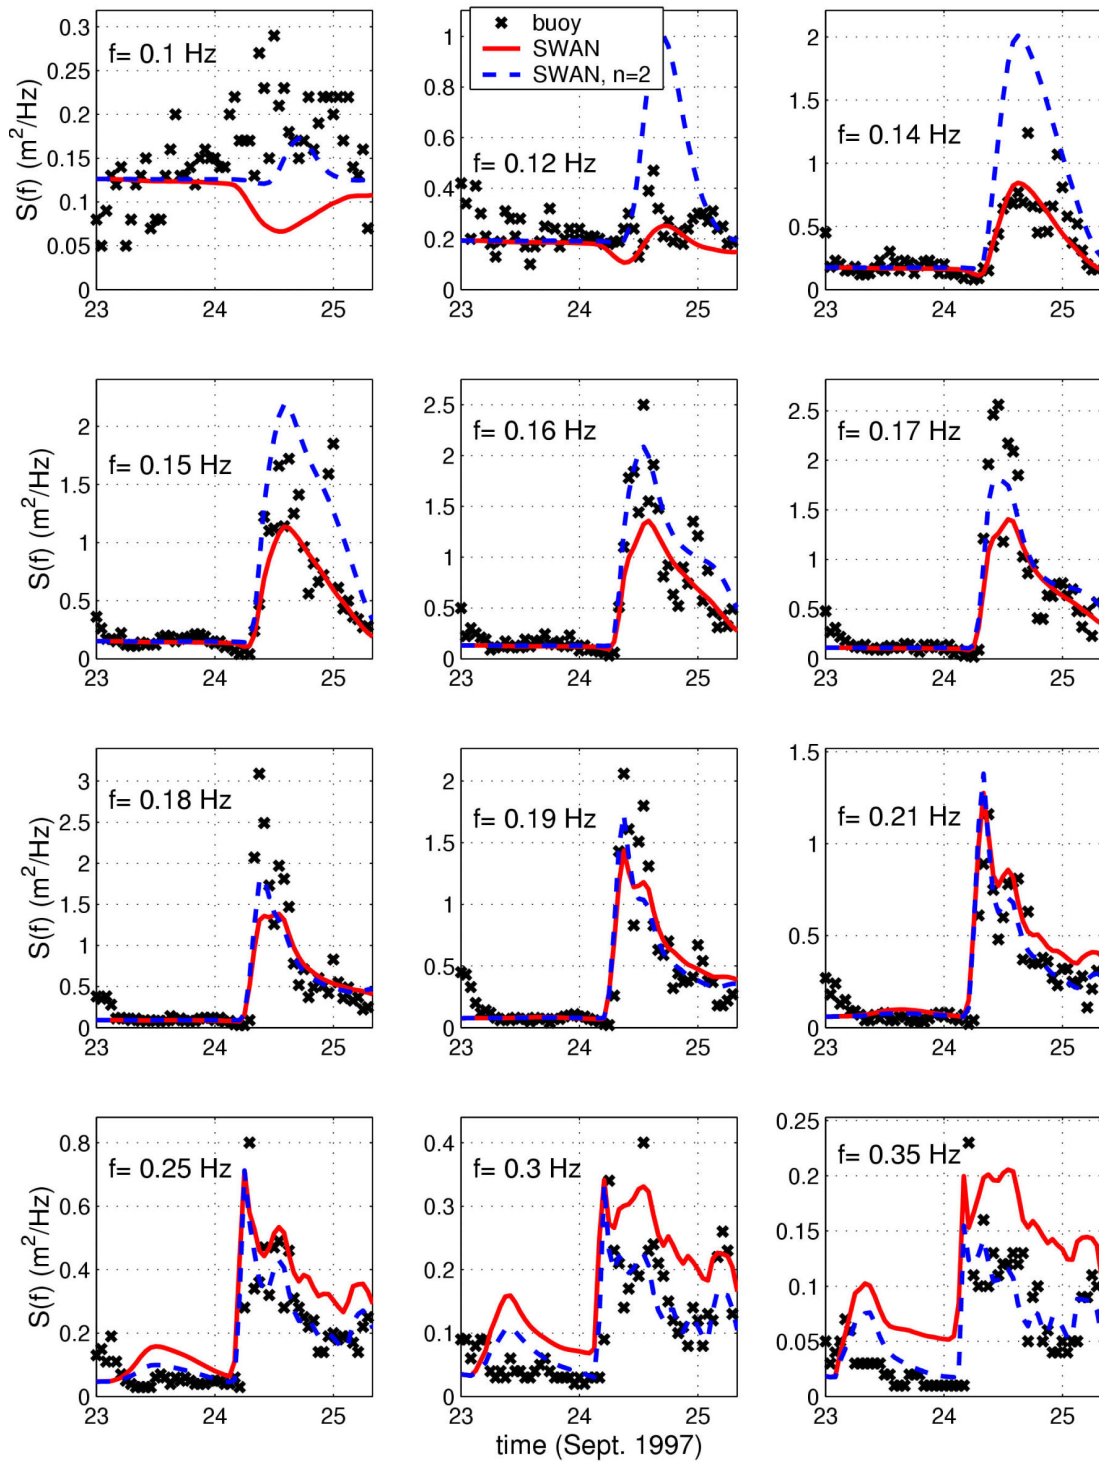 buoy
SWAN
SWAN, n=2
f= 0.1 Hz
S(f) (m²/Hz)
0.3
0.25
0.2
0.15
0.1
0.05
0
23 24 25
f= 0.12 Hz
1
0.8
0.6
0.4
0.2
0
23 24 25
f= 0.14 Hz
2
1.5
1
0.5
0
23 24 25
f= 0.15 Hz
S(f) (m²/Hz)
2
1.5
1
0.5
0
23 24 25
f= 0.16 Hz
2.5
2
1.5
1
0.5
0
23 24 25
f= 0.17 Hz
2.5
2
1.5
1
0.5
0
23 24 25
f= 0.18 Hz
S(f) (m²/Hz)
3
2.5
2
1.5
1
0.5
0
23 24 25
f= 0.19 Hz
2
1.5
1
0.5
0
23 24 25
f= 0.21 Hz
1.5
1
0.5
0
23 24 25
f= 0.25 Hz
S(f) (m²/Hz)
0.8
0.6
0.4
0.2
0
23 24 25
f= 0.3 Hz
0.4
0.3
0.2
0.1
0
23 24 25
f= 0.35 Hz
0.25
0.2
0.15
0.1
0.05
0
23 24 25
time (Sept. 1997)